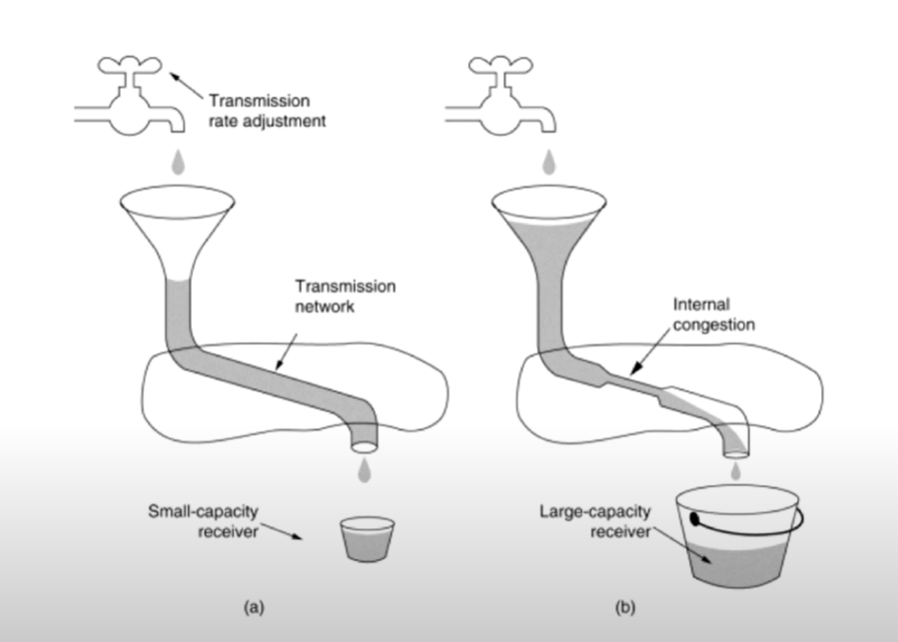 Transmission
rate adjustment
Transmission
network
Internal
congestion
Small-capacity
receiver
Large-capacity
receiver
(a)
(b)